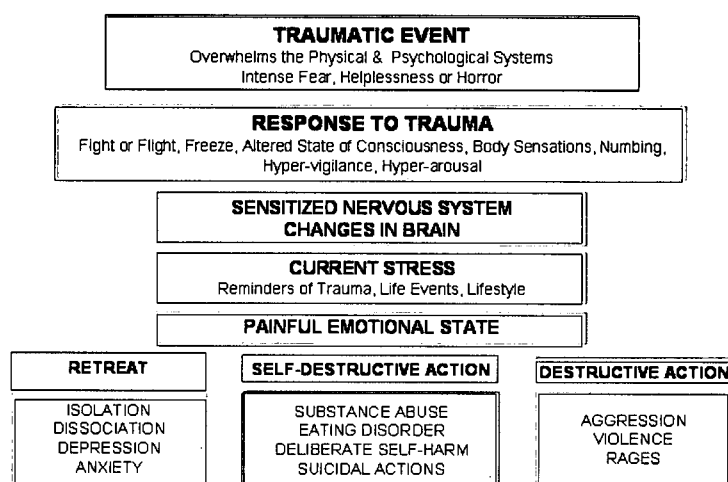 TRAUMATIC EVENT
Overwhelms the Physical & Psychological Systems
Intense Fear, Helplessness or Horror
RESPONSE TO TRAUMA
Fight or Flight, Freeze, Altered State of Consciousness, Body Sensations, Numbing,
Hyper-vigilance, Hyper-arousal
SENSITIZED NERVOUS SYSTEM
CHANGES IN BRAIN
CURRENT STRESS
Reminders of Trauma, Life Events, Lifestyle
PAINFUL EMOTIONAL STATE
RETREAT
ISOLATION
DISSOCIATION
DEPRESSION
ANXIETY
SELF-DESTRUCTIVE ACTION
SUBSTANCE ABUSE
EATING DISORDER
DELIBERATE SELF-HARM
SUICIDAL ACTIONS
DESTRUCTIVE ACTION
AGGRESSION
VIOLENCE
RAGES